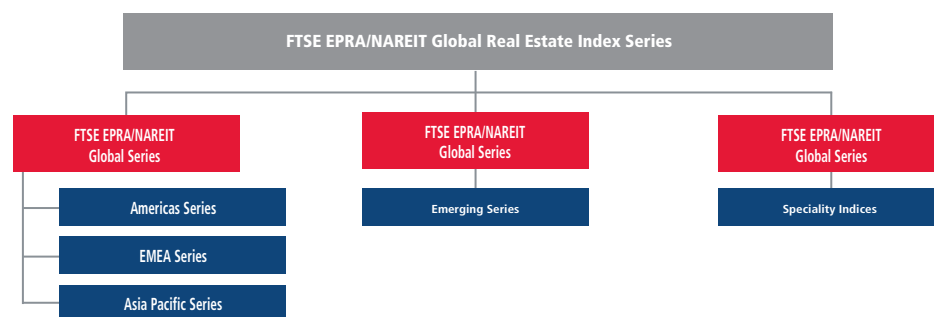 FTSE EPRA/NAREIT Global Real Estate Index Series
FTSE EPRA/NAREIT
Global Series
Americas Series
EMEA Series
Asia Pacific Series
FTSE EPRA/NAREIT
Global Series
Emerging Series
FTSE EPRA/NAREIT
Global Series
Speciality Indices